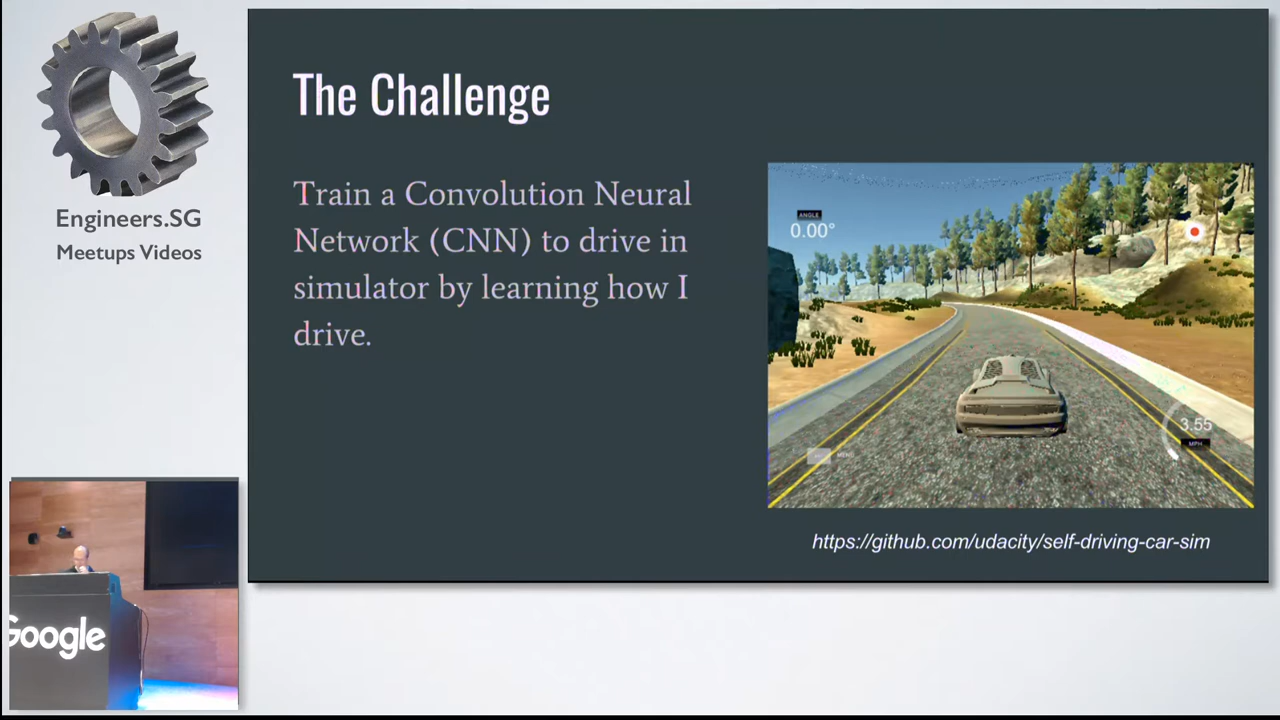 Engineers.SG
Meetups Videos
The Challenge
Train a Convolution Neural
Network (CNN) to drive in
simulator by learning how I
drive.
ANGLE
0.00°
3.55
MPH
MENU
https://github.com/udacity/self-driving-car-sim
Google